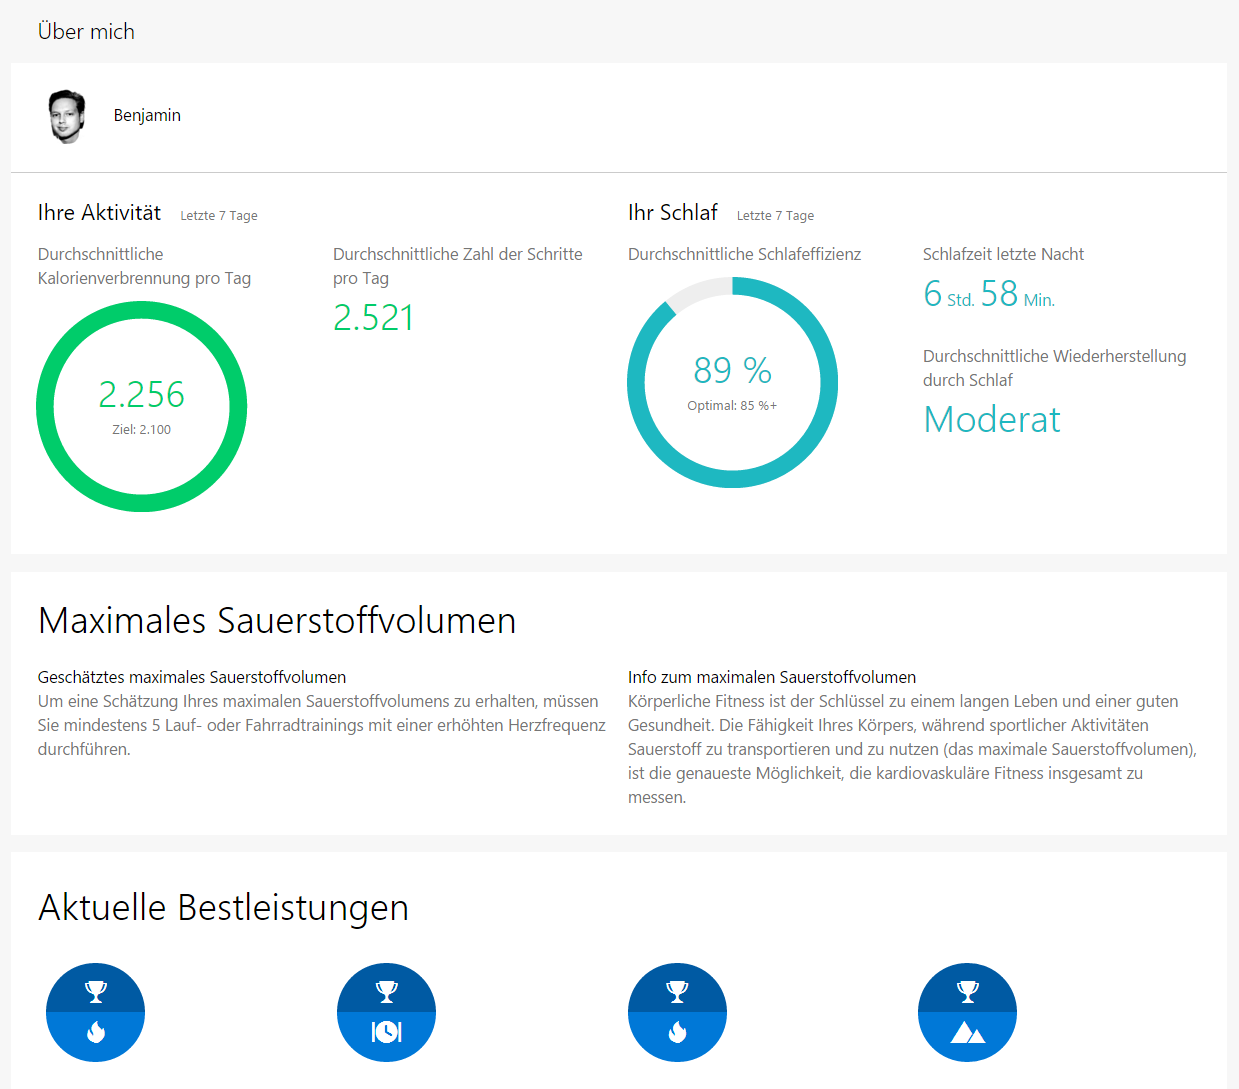 Über mich
Benjamin
Ihre Aktivität Letzte 7 Tage
Durchschnittliche
Kalorienverbrennung pro Tag
2.256
Ziel: 2.100
Durchschnittliche Zahl der Schritte
pro Tag
2.521
Ihr Schlaf Letzte 7 Tage
Durchschnittliche Schlafeffizienz
89 %
Optimal: 85 %+
Schlafzeit letzte Nacht
6 Std. 58 Min.
Durchschnittliche Wiederherstellung
durch Schlaf
Moderat
Maximales Sauerstoffvolumen
Geschätztes maximales Sauerstoffvolumen
Um eine Schätzung Ihres maximalen Sauerstoffvolumens zu erhalten, müssen
Sie mindestens 5 Lauf- oder Fahrradtrainings mit einer erhöhten Herzfrequenz
durchführen.
Info zum maximalen Sauerstoffvolumen
Körperliche Fitness ist der Schlüssel zu einem langen Leben und einer guten
Gesundheit. Die Fähigkeit Ihres Körpers, während sportlicher Aktivitäten
Sauerstoff zu transportieren und zu nutzen (das maximale Sauerstoffvolumen),
ist die genaueste Möglichkeit, die kardiovaskuläre Fitness insgesamt zu
messen.
Aktuelle Bestleistungen